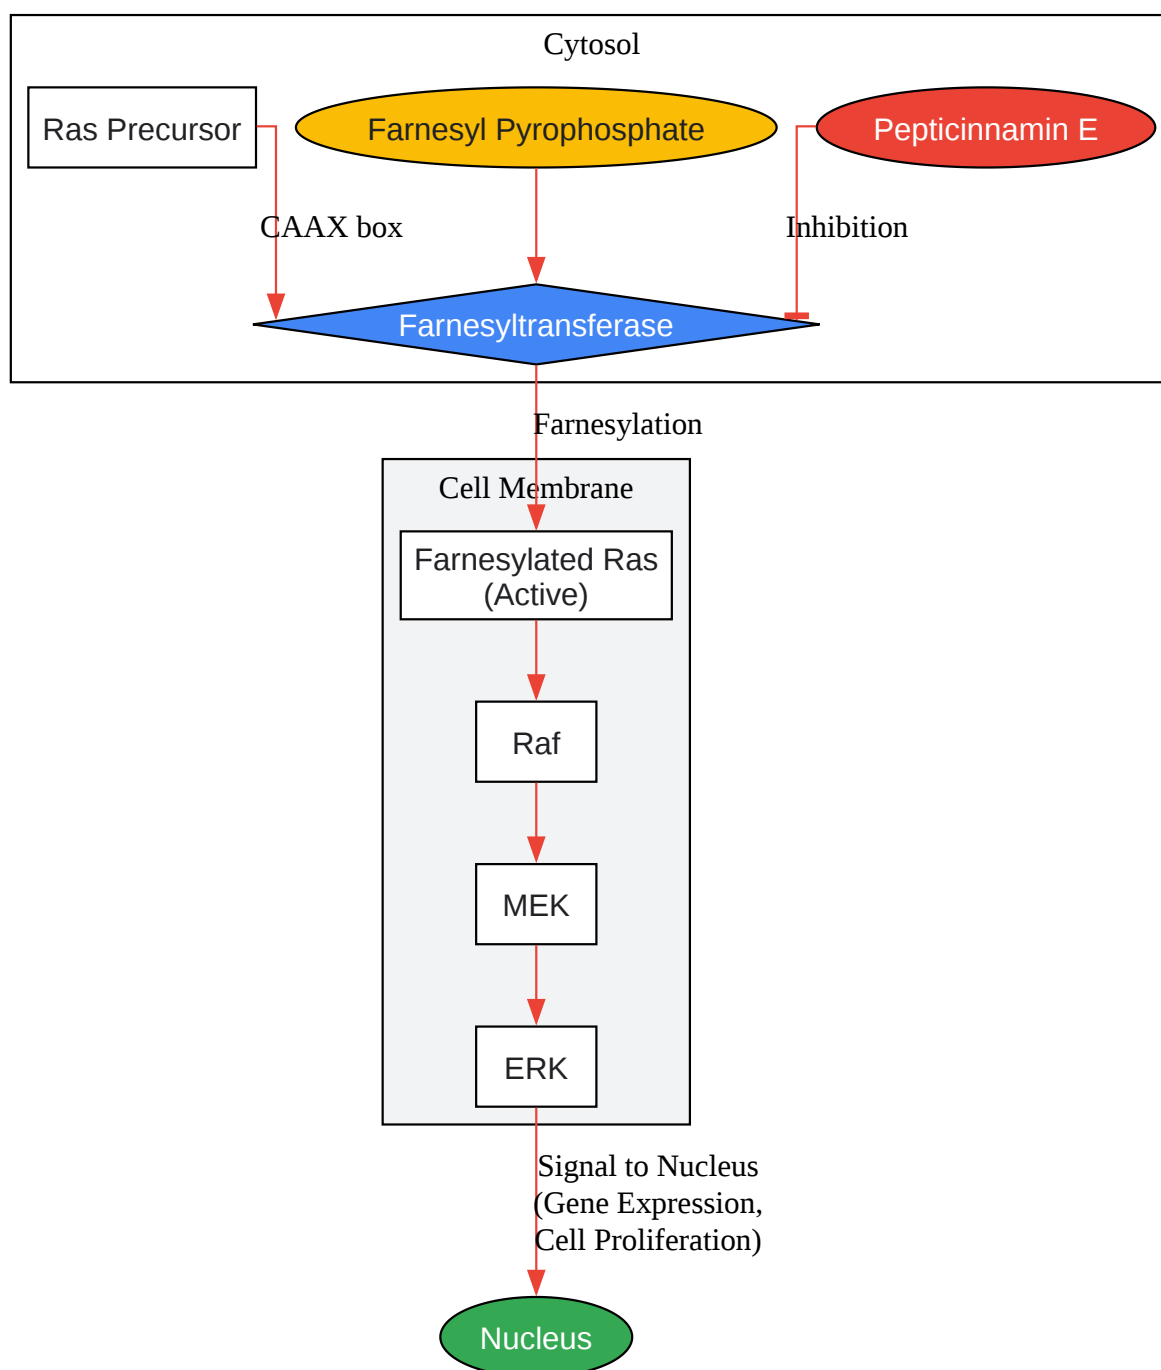 Cytosol
Ras Precursor
Farnesyl Pyrophosphate
Pepticinnamin E
CAAX box
Inhibition
Farnesyltransferase
Farnesylation
Cell Membrane
Farnesylated Ras
(Active)
Raf
MEK
ERK
Signal to Nucleus
(Gene Expression,
Cell Proliferation)
Nucleus